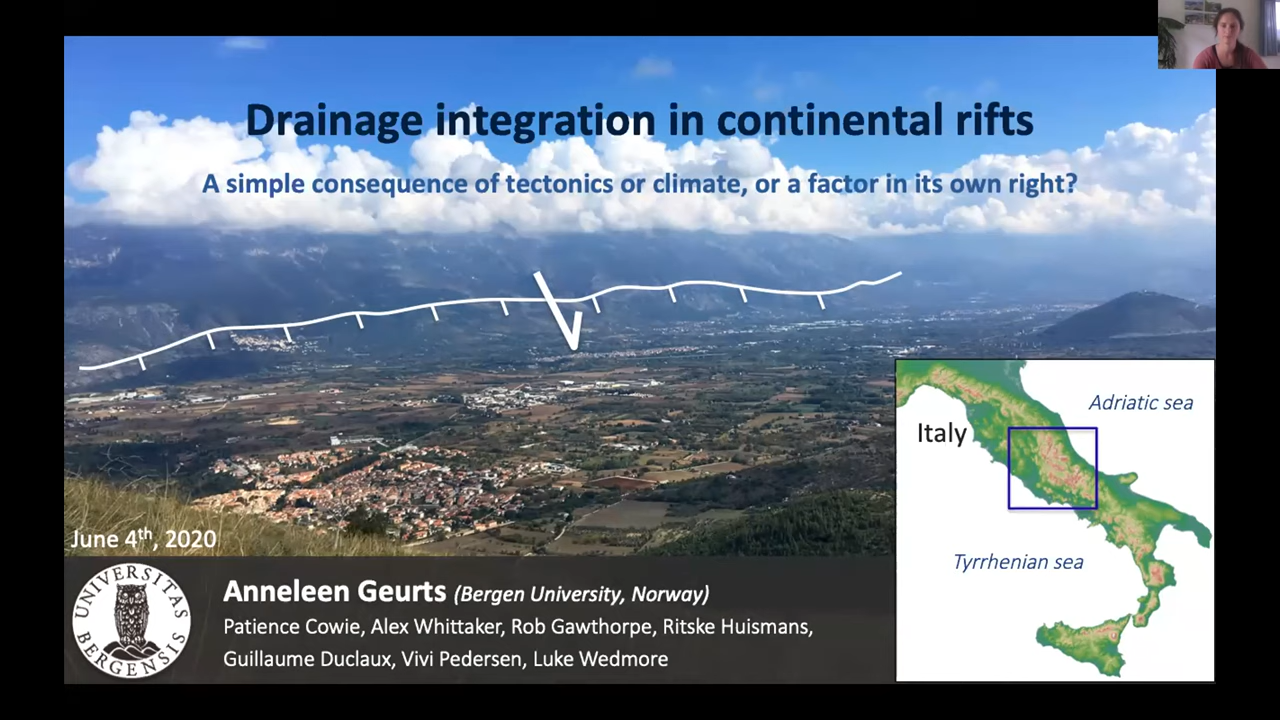 Drainage integration in continental rifts
A simple consequence of tectonics or climate, or a factor in its own right?
Adriatic sea
Italy
Tyrrhenian sea
June 4th, 2020
UNIVERSITAS
BERGENSIS
Anneleen Geurts (Bergen University, Norway)
Patience Cowie, Alex Whittaker, Rob Gawthorpe, Ritske Huismans,
Guillaume Duclaux, Vivi Pedersen, Luke Wedmore